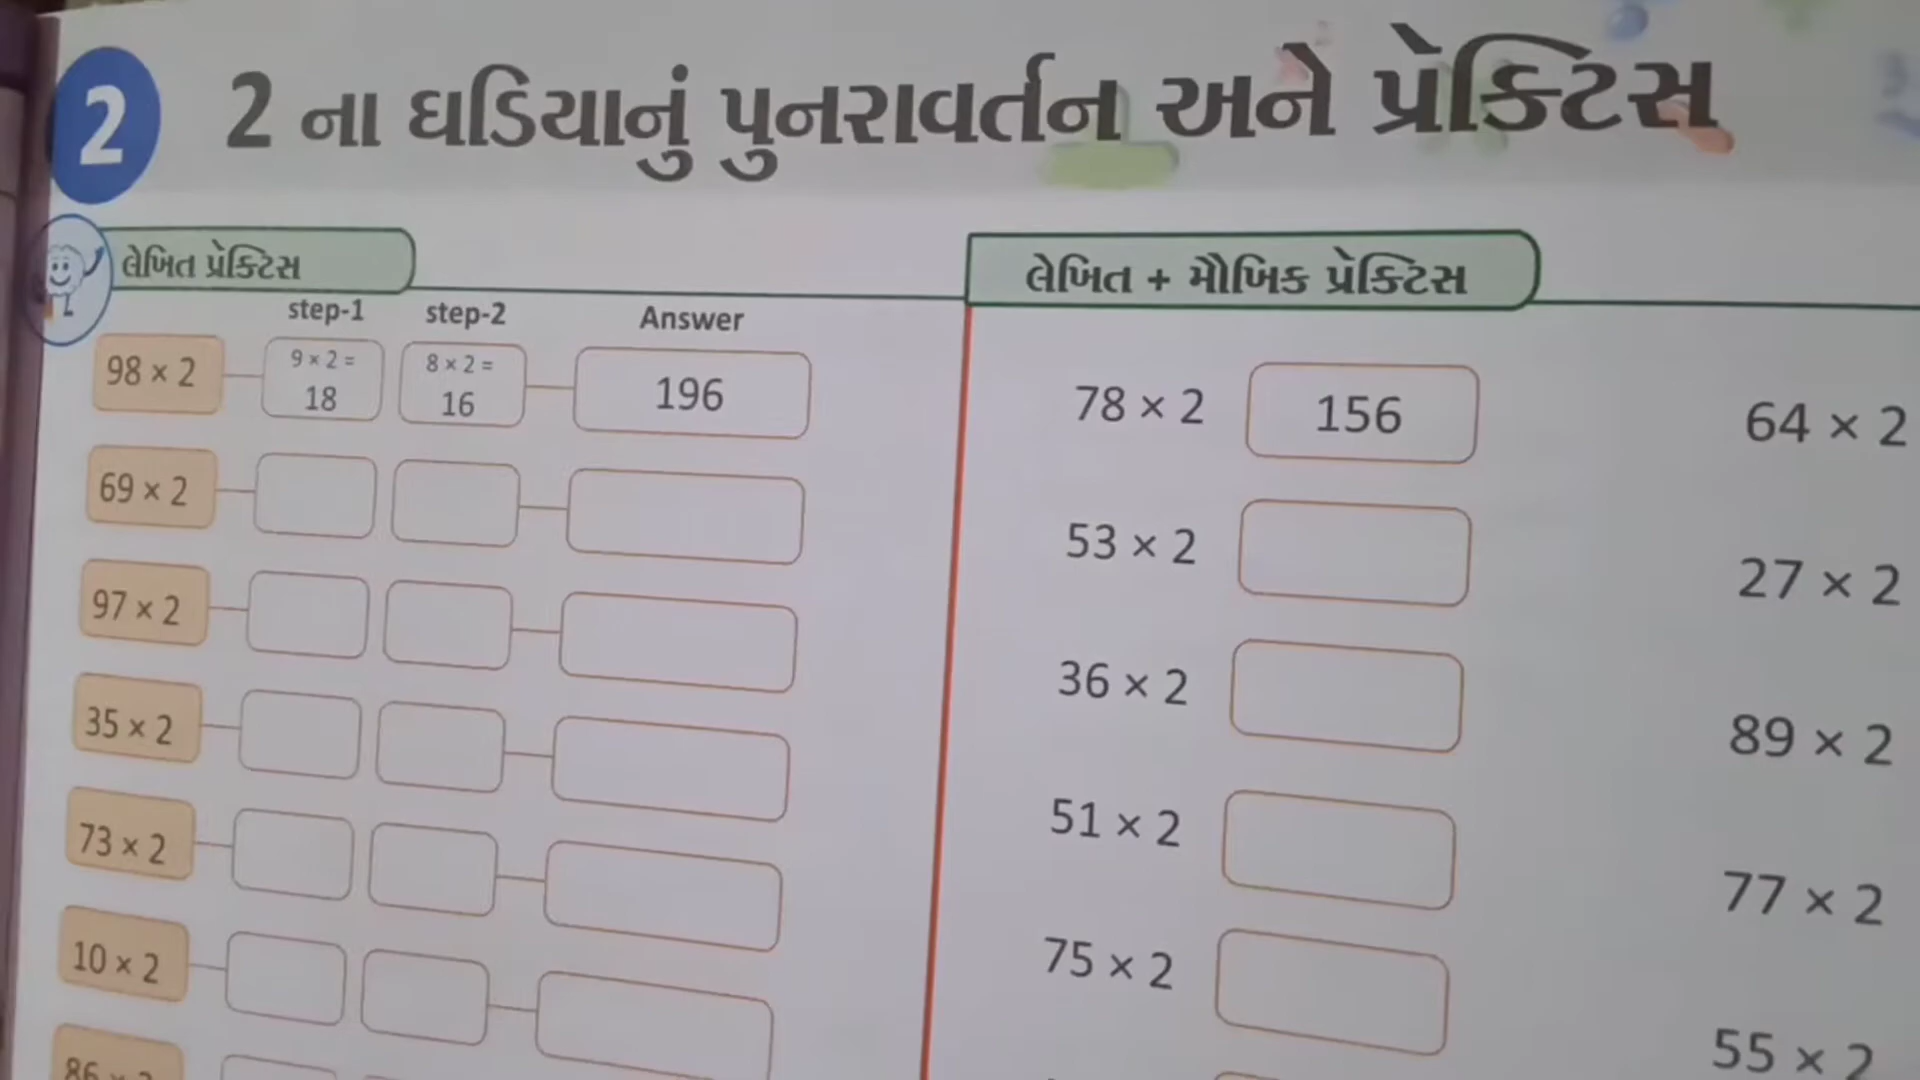 2
2 ના ઘડિયાનું પુનરાવર્તન અને પ્રેક્ટિસ
લેખિત પ્રેક્ટિસ
step-1 step-2 Answer
98 × 2 9 × 2 = 18 8 × 2 = 16 196
69 × 2
97 × 2
35 × 2
73 × 2
10 × 2
86 × 2
લેખિત + મૌખિક પ્રેક્ટિસ
78 × 2 156 64 × 2
53 × 2 27 × 2
36 × 2 89 × 2
51 × 2 77 × 2
75 × 2 55 × 2